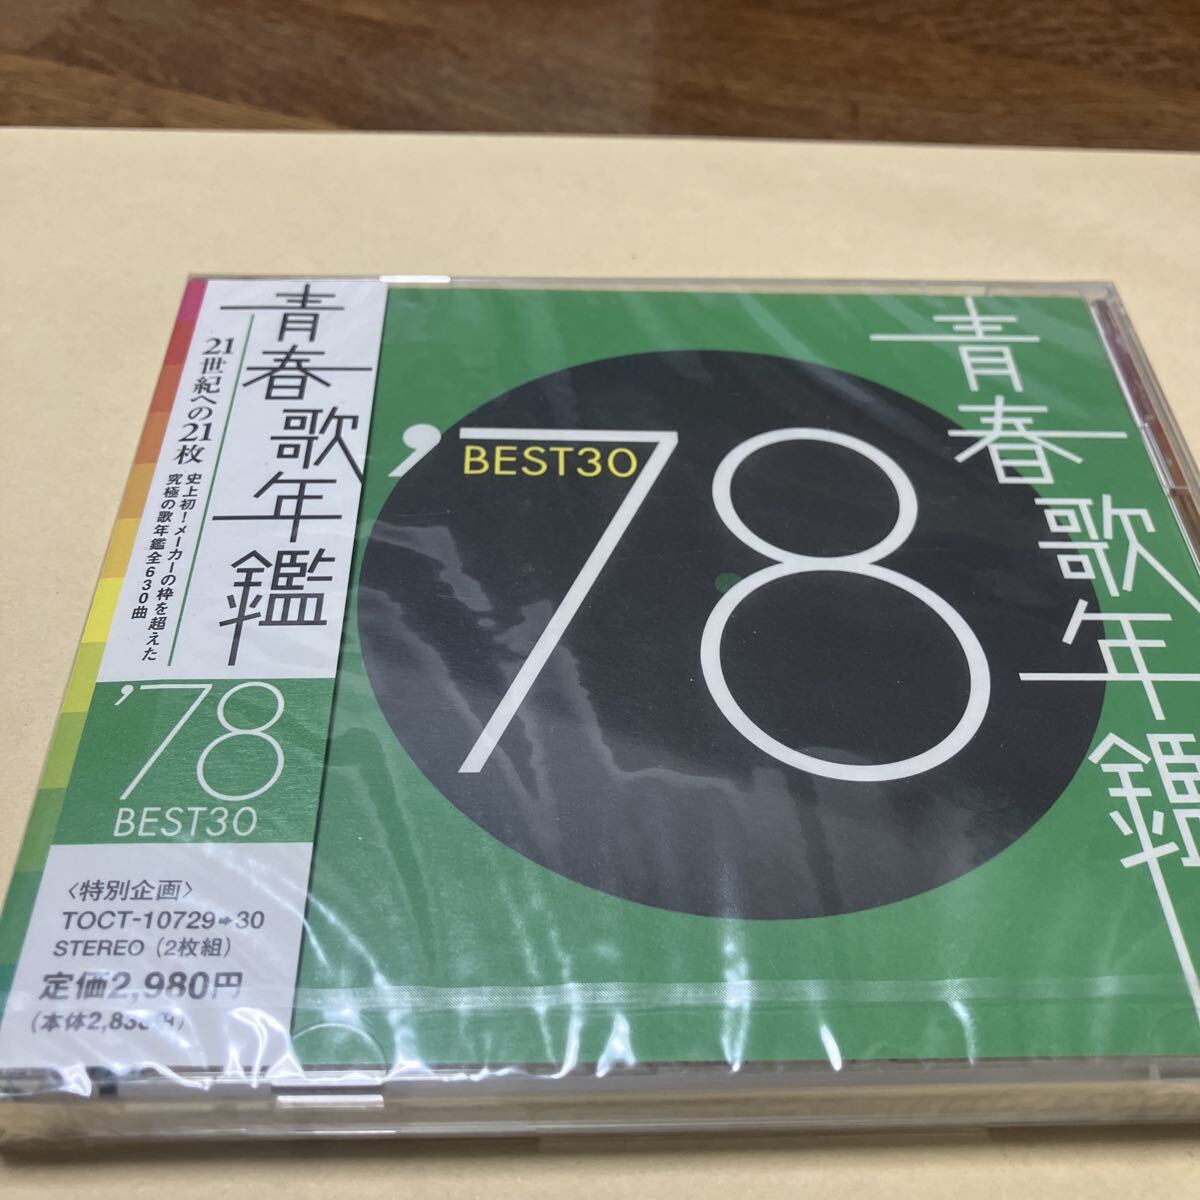 青春歌年鑑
21世紀への21枚
史上初！メーカーの枠を超えた
究極の歌年鑑全630曲
'78
BEST30
〈特別企画〉
TOCT-10729➡30
STEREO（2枚組）
定価2,980円
'78
BEST30
青春歌年鑑